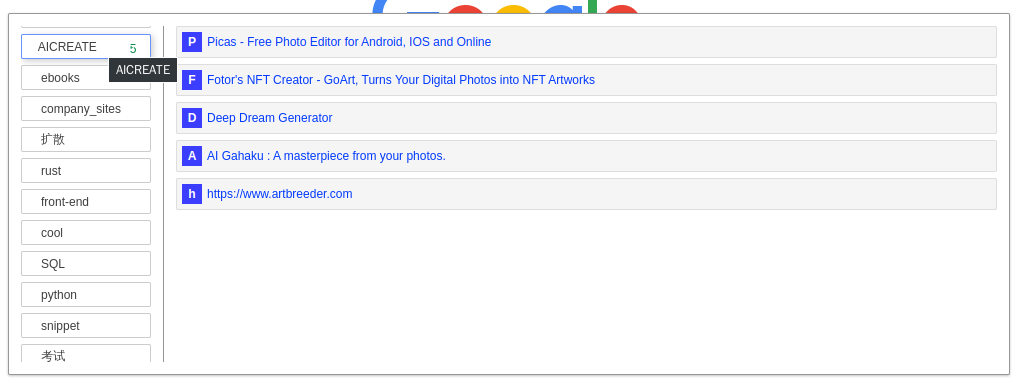 AICREATE 5
AICREATE
ebooks
company_sites
扩散
rust
front-end
cool
SQL
python
snippet
考试
P Picas - Free Photo Editor for Android, IOS and Online
F Fotor's NFT Creator - GoArt, Turns Your Digital Photos into NFT Artworks
D Deep Dream Generator
A AI Gahaku : A masterpiece from your photos.
h https://www.artbreeder.com